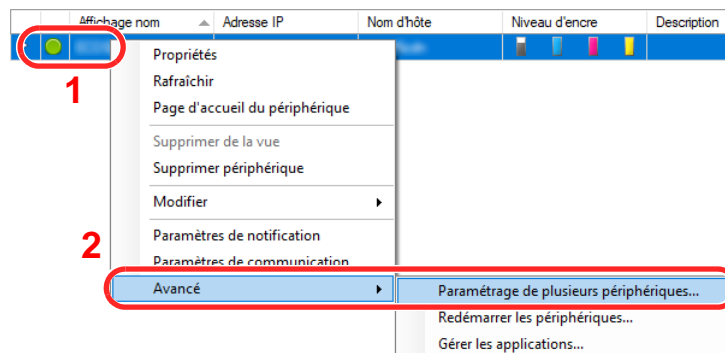 Affichage nom Adresse IP Nom d'hôte Niveau d'encre Description
1
Propriétés
Rafraîchir
Page d'accueil du périphérique
Supprimer de la vue
Supprimer périphérique
Modifier
2
Paramètres de notification
Paramètres de communication
Avancé
Paramétrage de plusieurs périphériques...
Redémarrer les périphériques...
Gérer les applications...